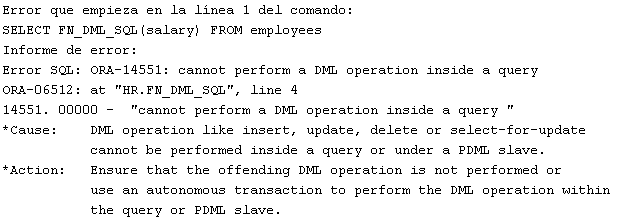 Error que empieza en la línea 1 del comando:
SELECT FN_DML_SQL(salary) FROM employees
Informe de error:
Error SQL: ORA-14551: cannot perform a DML operation inside a query
ORA-06512: at "HR.FN_DML_SQL", line 4
14551. 00000 -  "cannot perform a DML operation inside a query "
*Cause:    DML operation like insert, update, delete or select-for-update
           cannot be performed inside a query or under a PDML slave.
*Action:   Ensure that the offending DML operation is not performed or
           use an autonomous transaction to perform the DML operation within
           the query or PDML slave.